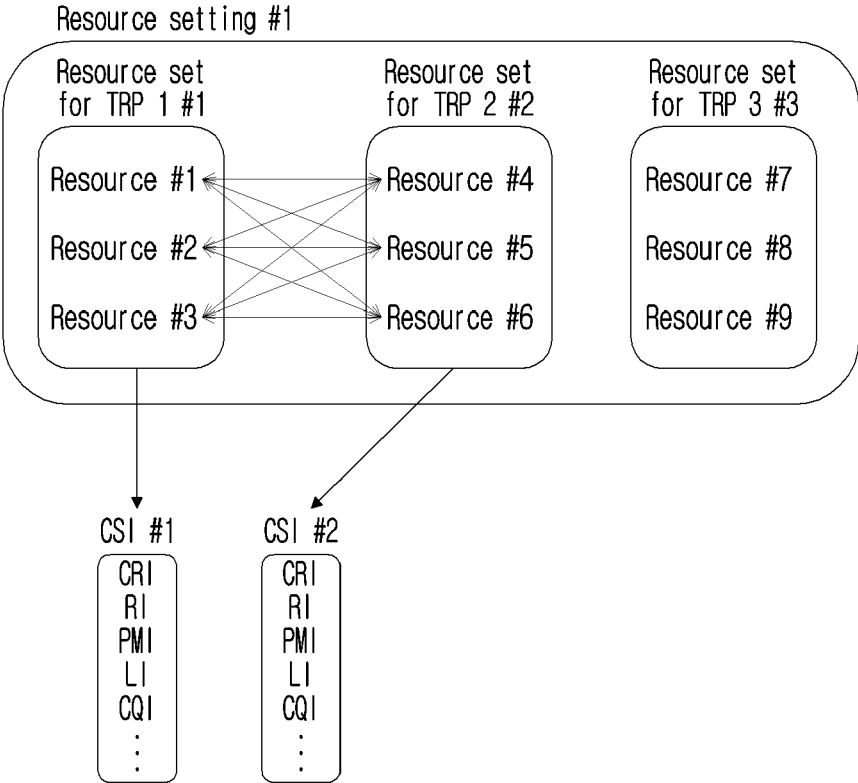 Resource setting #1
Resource set
for TRP 1 #1
Resource set
for TRP 2 #2
Resource set
for TRP 3 #3
Resource #1
Resource #2
Resource #3
Resource #4
Resource #5
Resource #6
Resource #7
Resource #8
Resource #9
CSI #1
CRI
RI
PMI
LI
CQI
⋮
CSI #2
CRI
RI
PMI
LI
CQI
⋮